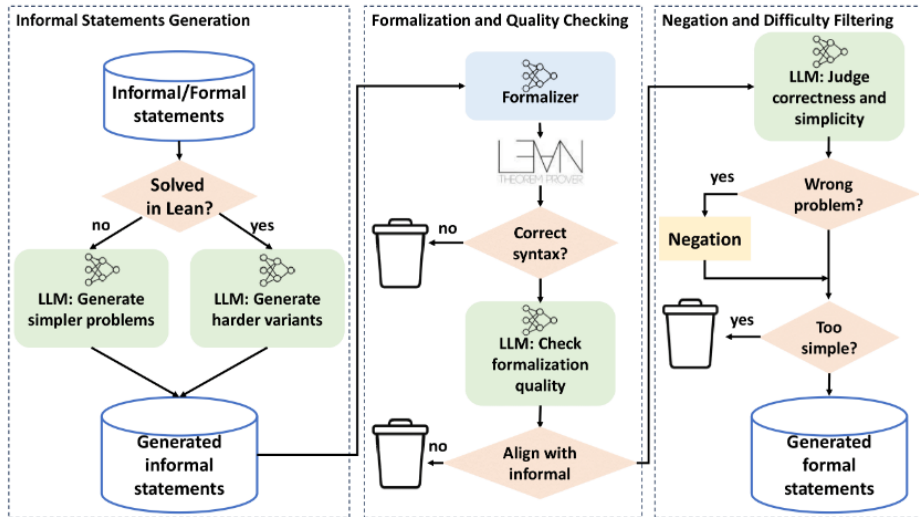 Informal Statements Generation
Informal/Formal
statements
Solved
in Lean?
no
yes
LLM: Generate
simpler problems
LLM: Generate
harder variants
Generated
informal
statements
Formalization and Quality Checking
Formalizer
LEAN
THEOREM PROVER
no
Correct
syntax?
LLM: Check
formalization
quality
no
Align with
informal
Negation and Difficulty Filtering
LLM: Judge
correctness and
simplicity
yes
Wrong
problem?
Negation
yes
Too
simple?
Generated
formal
statements